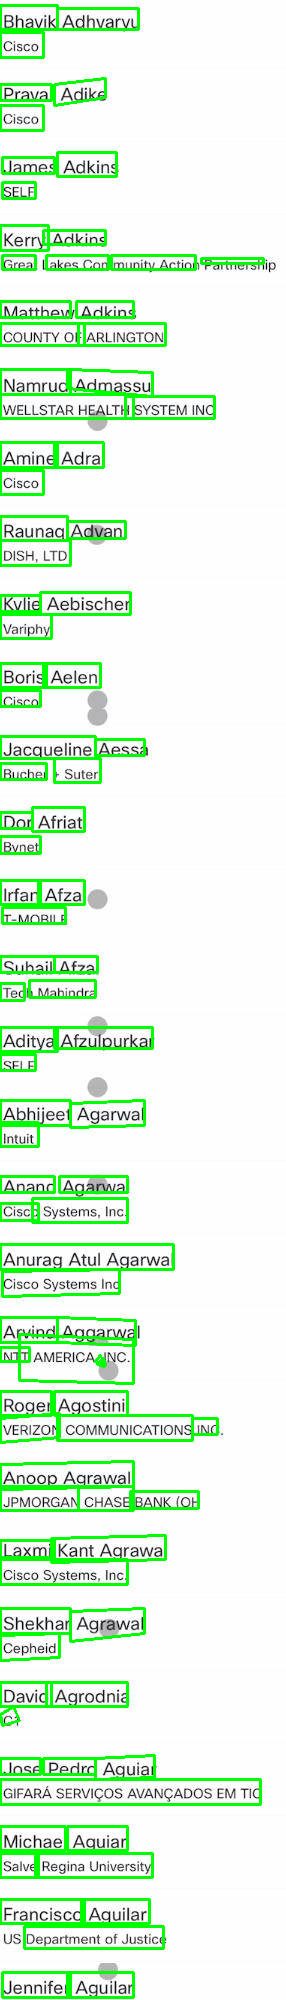 Bhavik Adhvaryu
Cisco
Prava Adike
Cisco
James Adkins
SELF
Kerry Adkins
Great Lakes Community Action Partnership
Matthew Adkins
COUNTY OF ARLINGTON
Namrud Admassu
WELLSTAR HEALTH SYSTEM INC
Amine Adra
Cisco
Raunaq Advan
DISH, LTD
Kylie Aebischer
Variphy
Boris Aelen
Cisco
Jacqueline Aessa
Bucher + Suter
Dor Afriat
Bynet
Irfan Afza
T-MOBILE
Suhail Afza
Tech Mahindra
Aditya Afzulpurkar
SELF
Abhijeet Agarwal
Intuit
Anand Agarwal
Cisco Systems, Inc.
Anurag Atul Agarwal
Cisco Systems Inc
Arvind Aggarwal
NTT AMERICA, INC.
Roger Agostini
VERIZON COMMUNICATIONS INC.
Anoop Agrawal
JPMORGAN CHASE BANK (OH
Laxmi Kant Agrawal
Cisco Systems, Inc.
Shekhar Agrawal
Cepheid
David Agrodnia
Jose Pedro Aguiar
GIFARÁ SERVIÇOS AVANÇADOS EM TIC
Michael Aguiar
Salve Regina University
Francisco Aguilar
US Department of Justice
Jennifer Aguilar